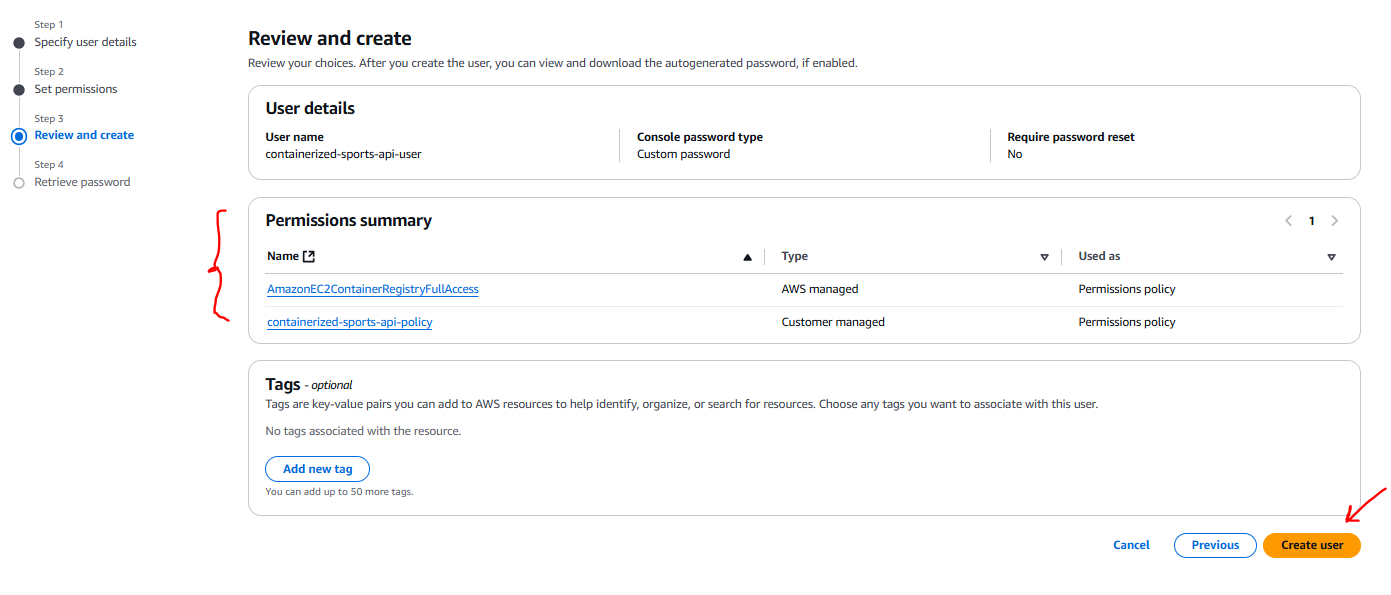 Step 1
Specify user details
Step 2
Set permissions
Step 3
Review and create
Step 4
Retrieve password
Review and create
Review your choices. After you create the user, you can view and download the autogenerated password, if enabled.
User details
User name
containerized-sports-api-user
Console password type
Custom password
Require password reset
No
Permissions summary
1
Name Type Used as
AmazonEC2ContainerRegistryFullAccess AWS managed Permissions policy
containerized-sports-api-policy Customer managed Permissions policy
Tags - optional
Tags are key-value pairs you can add to AWS resources to help identify, organize, or search for resources. Choose any tags you want to associate with this user.
No tags associated with the resource.
Add new tag
You can add up to 50 more tags.
Cancel Previous Create user